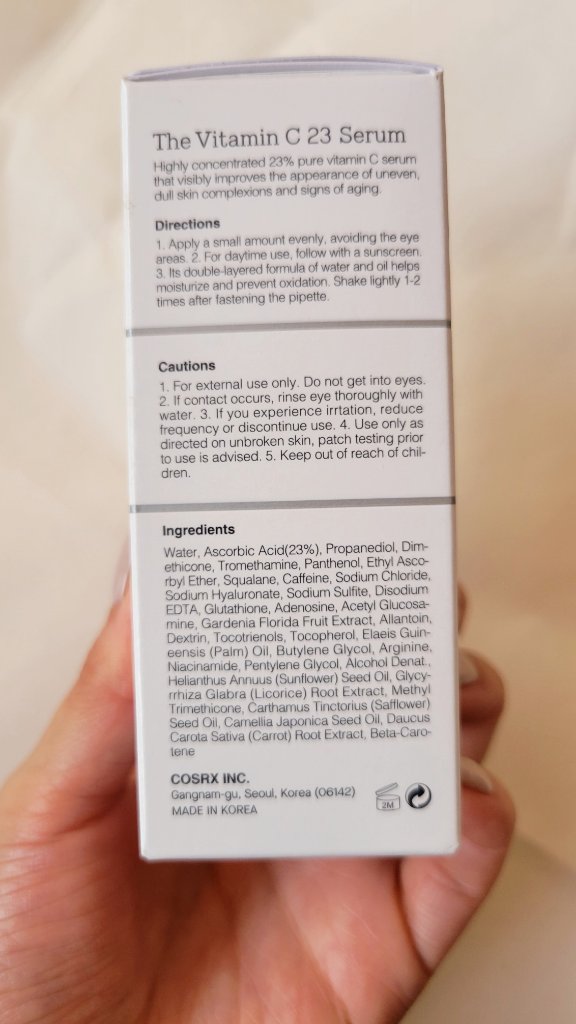 The Vitamin C 23 Serum
Highly concentrated 23% pure vitamin C serum
that visibly improves the appearance of uneven,
dull skin complexions and signs of aging.
Directions
1. Apply a small amount evenly, avoiding the eye
areas. 2. For daytime use, follow with a sunscreen.
3. Its double-layered formula of water and oil helps
moisturize and prevent oxidation. Shake lightly 1-2
times after fastening the pipette.
Cautions
1. For external use only. Do not get into eyes.
2. If contact occurs, rinse eye thoroughly with
water. 3. If you experience irrtation, reduce
frequency or discontinue use. 4. Use only as
directed on unbroken skin, patch testing prior
to use is advised. 5. Keep out of reach of chil-
dren.
Ingredients
Water, Ascorbic Acid(23%), Propanediol, Dim-
ethicone, Tromethamine, Panthenol, Ethyl Asco-
rbyl Ether, Squalane, Caffeine, Sodium Chloride,
Sodium Hyaluronate, Sodium Sulfite, Disodium
EDTA, Glutathione, Adenosine, Acetyl Glucosa-
mine, Gardenia Florida Fruit Extract, Allantoin,
Dextrin, Tocotrienols, Tocopherol, Elaeis Guin-
eensis (Palm) Oil, Butylene Glycol, Arginine,
Niacinamide, Pentylene Glycol, Alcohol Denat.,
Helianthus Annuus (Sunflower) Seed Oil, Glycy-
rrhiza Glabra (Licorice) Root Extract, Methyl
Trimethicone, Carthamus Tinctorius (Safflower)
Seed Oil, Camellia Japonica Seed Oil, Daucus
Carota Sativa (Carrot) Root Extract, Beta-Caro-
tene
COSRX INC.
Gangnam-gu, Seoul, Korea (06142)
MADE IN KOREA
2M